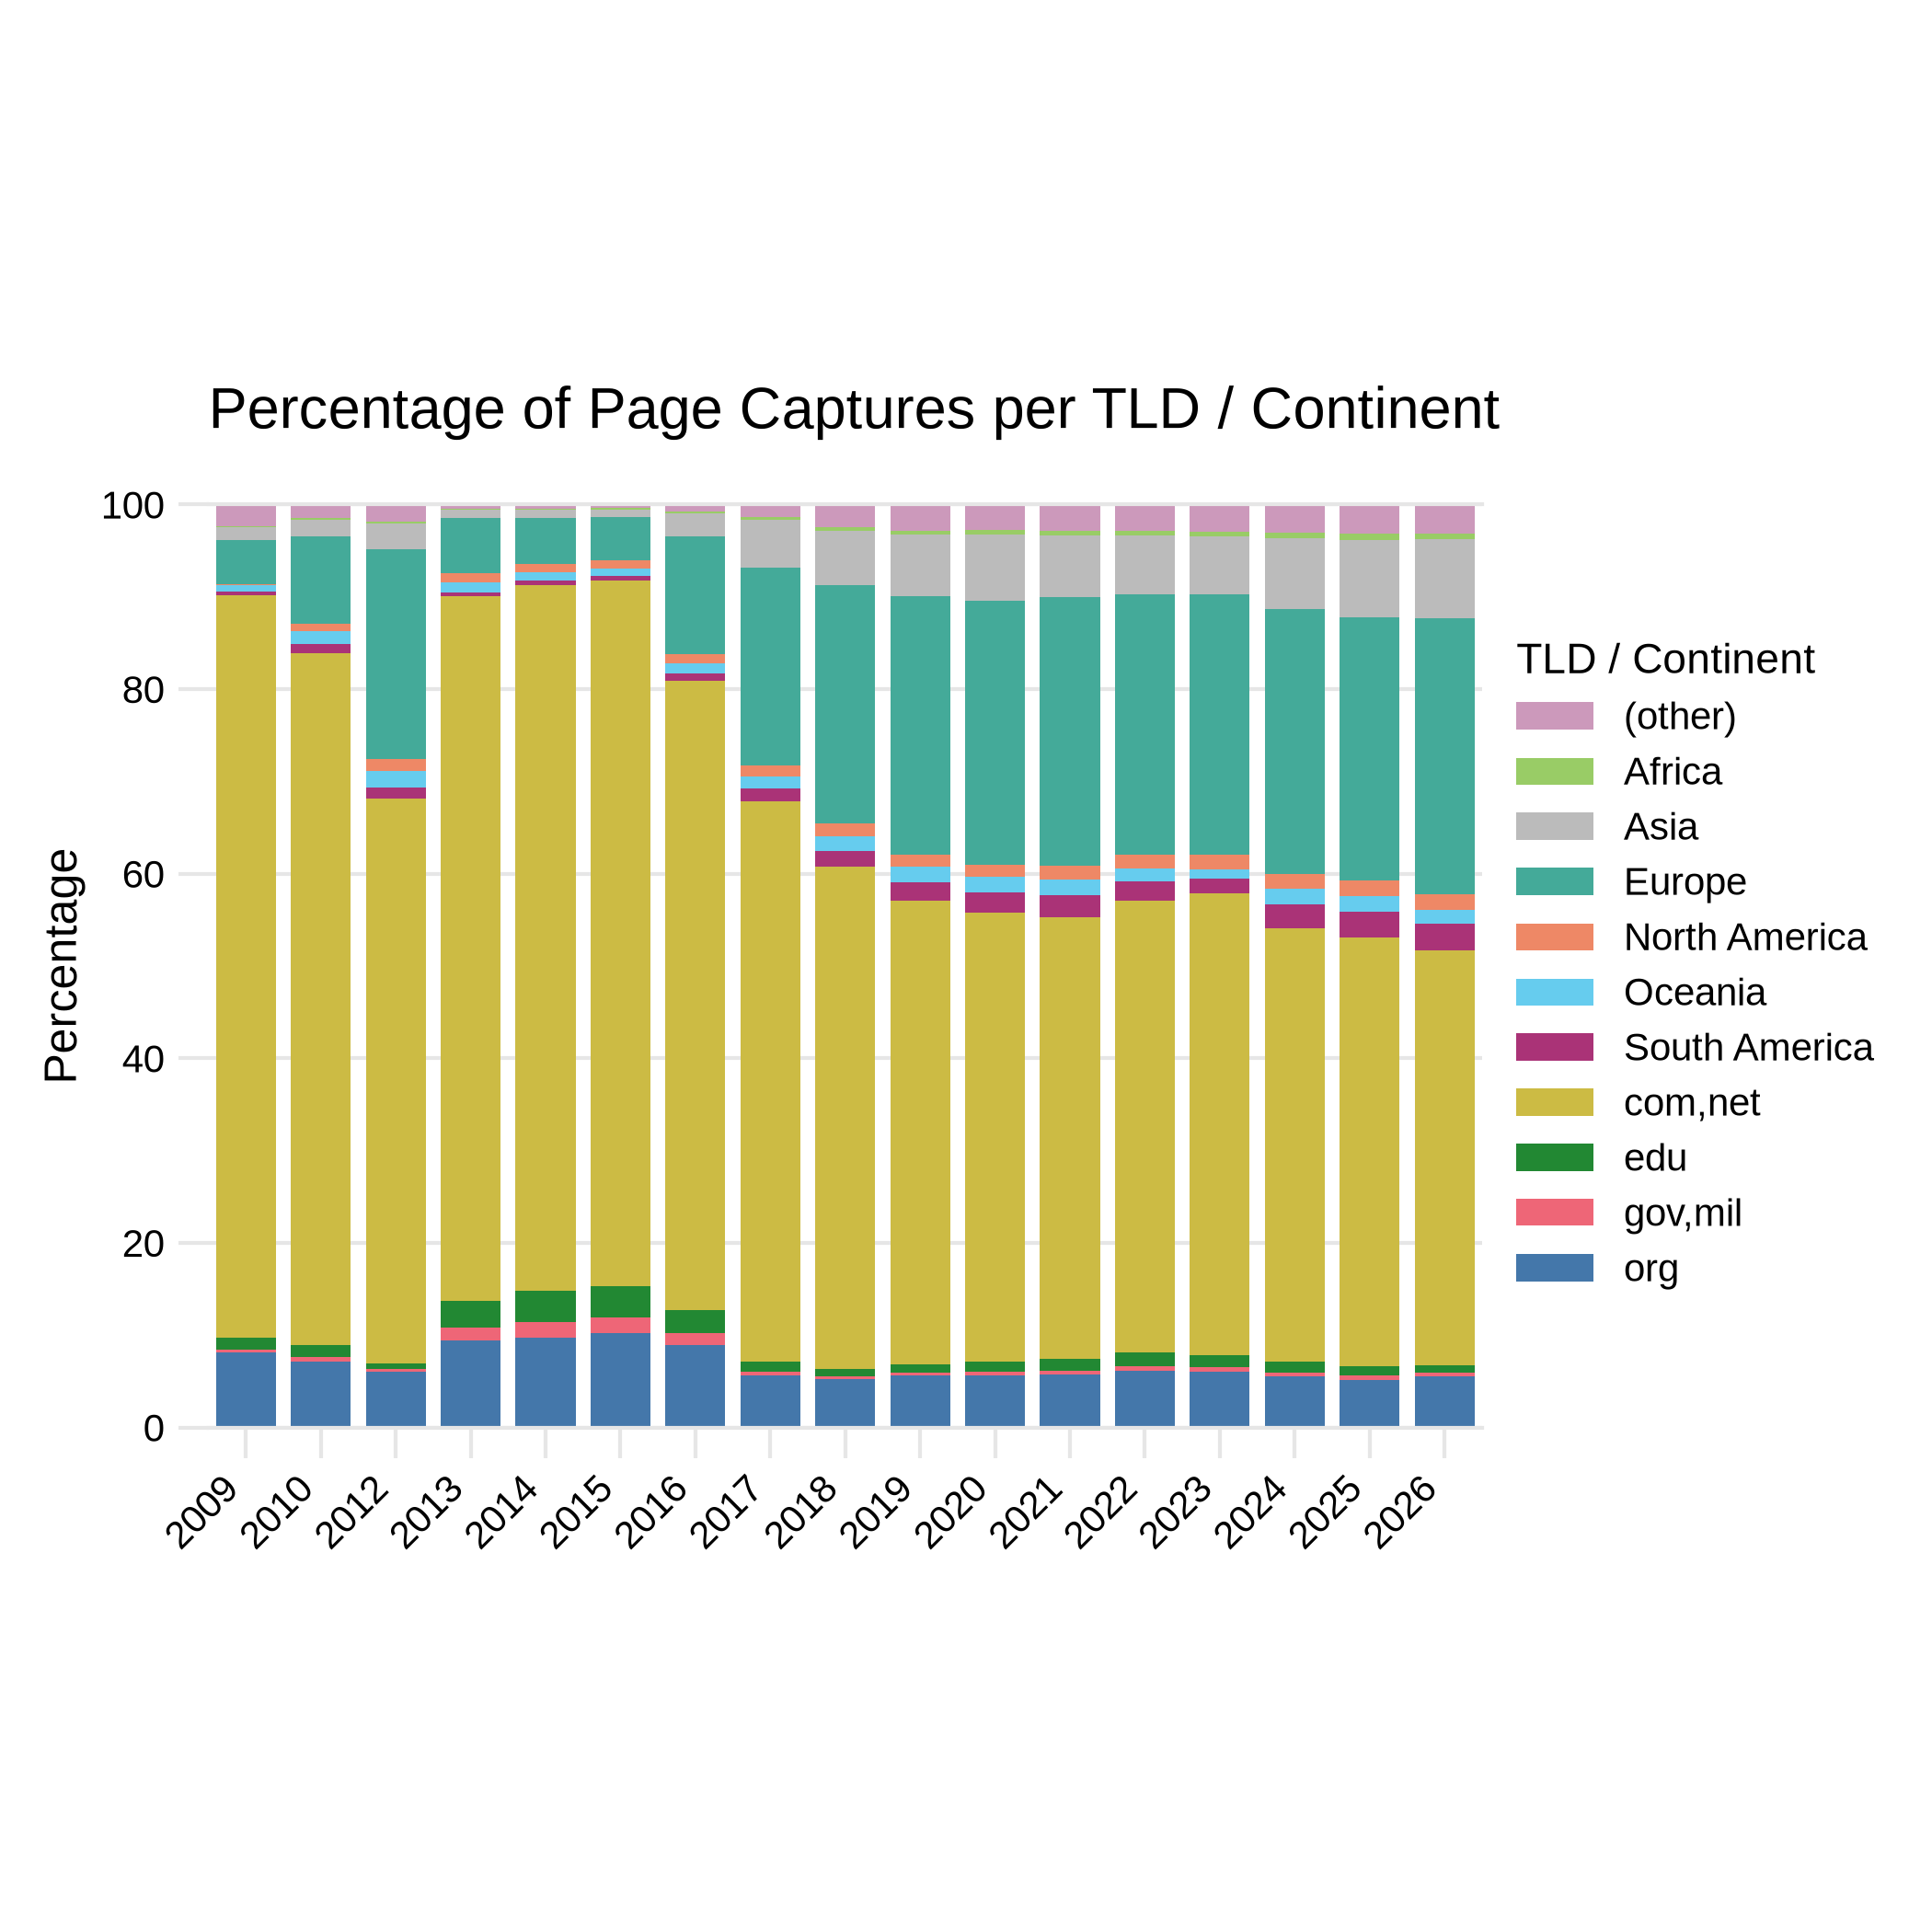 Percentage of Page Captures per TLD / Continent
Percentage
100
80
60
40
20
0
2009
2010
2012
2013
2014
2015
2016
2017
2018
2019
2020
2021
2022
2023
2024
2025
2026
TLD / Continent
(other)
Africa
Asia
Europe
North America
Oceania
South America
com,net
edu
gov,mil
org